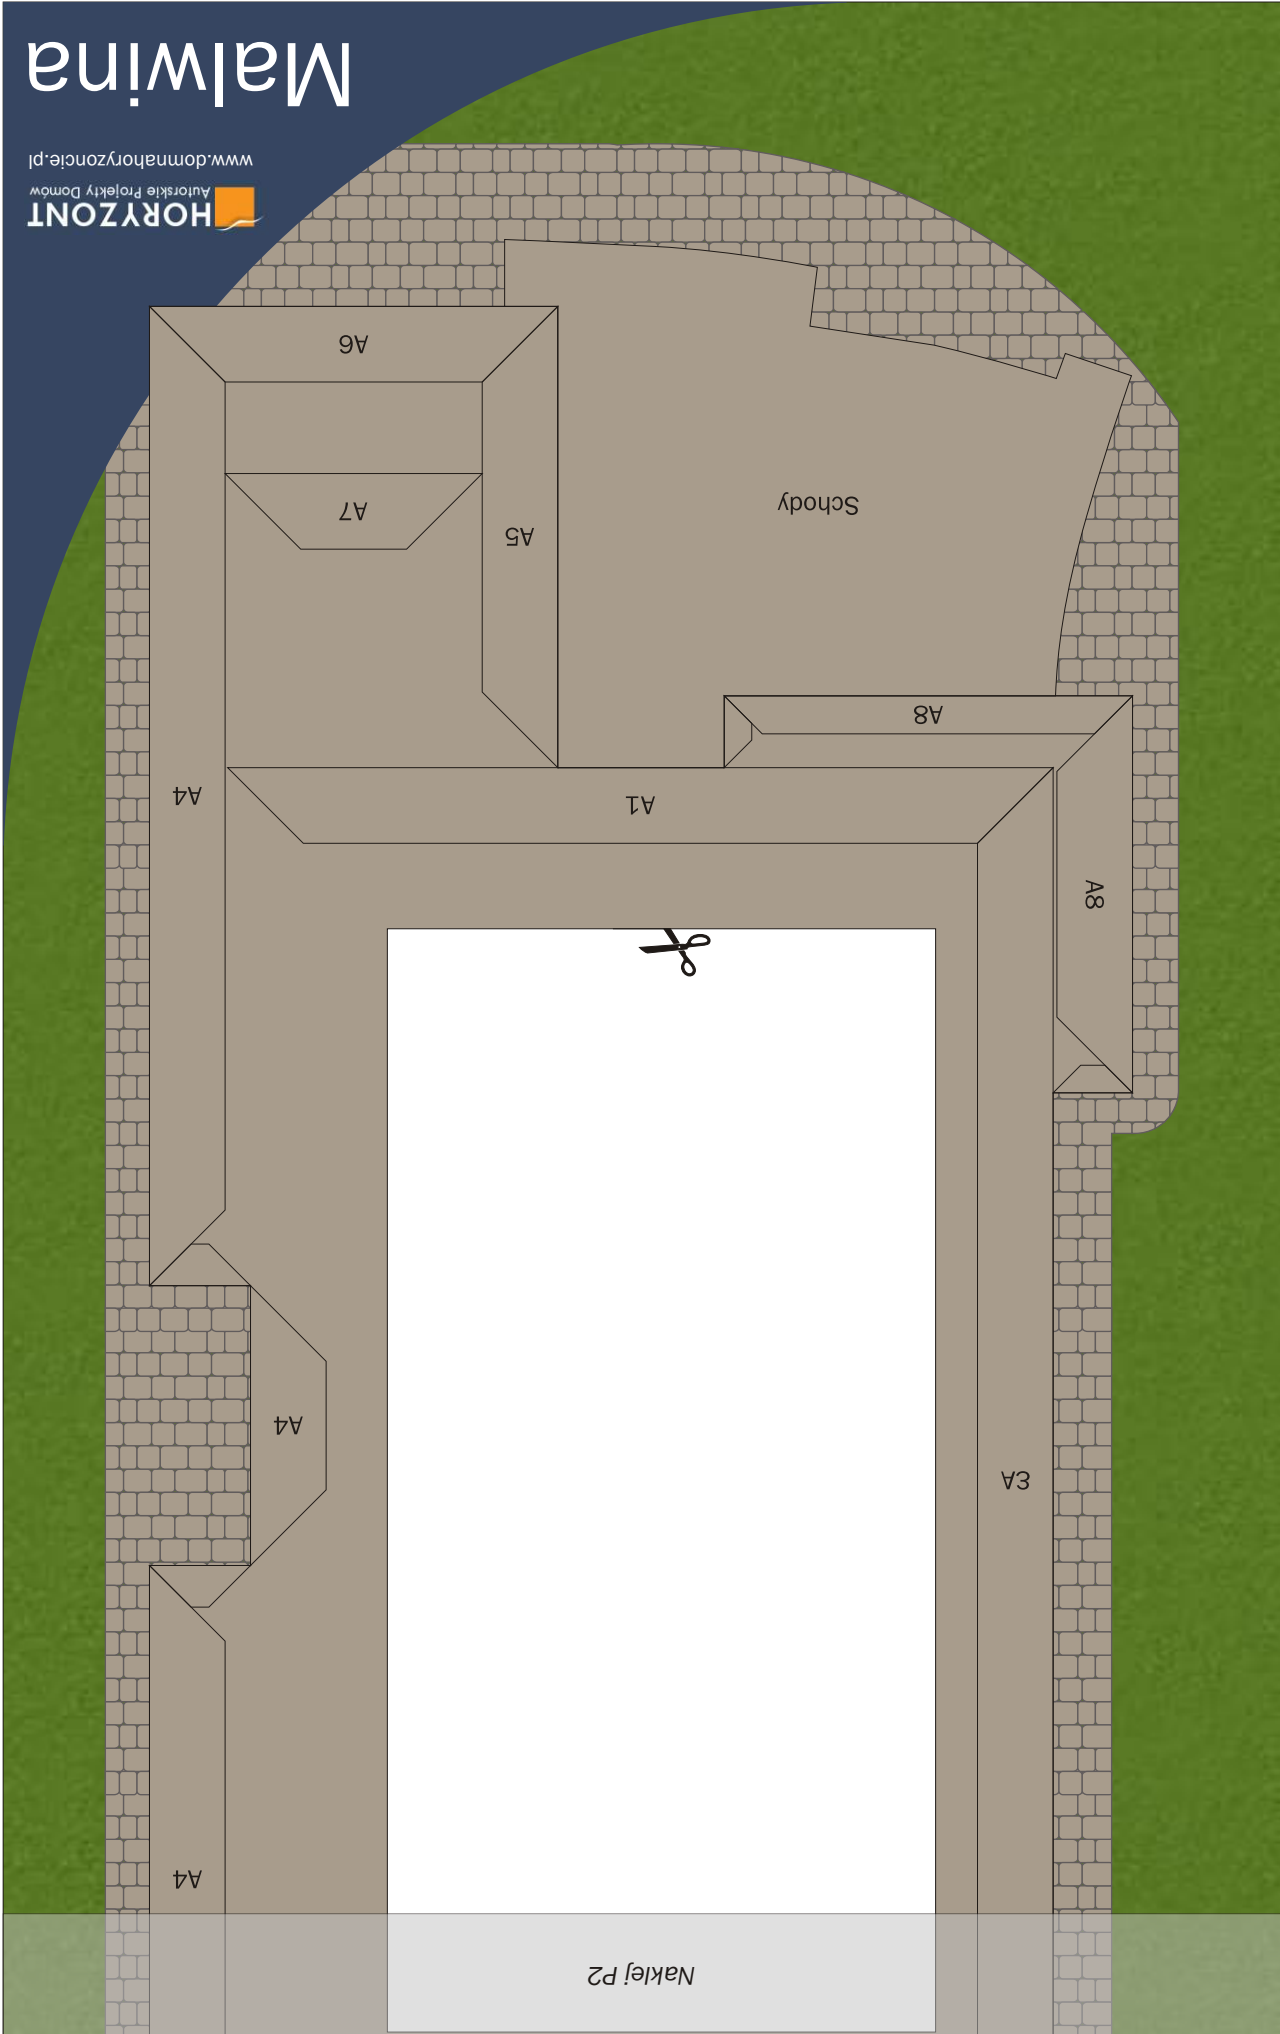 Naklej P2
A4
A3
A4
A8
A1
A4
A8
A5
Schody
A7
A6
HORYZONT
Autorskie Projekty Domów
www.domnahoryzoncie.pl
Malwina